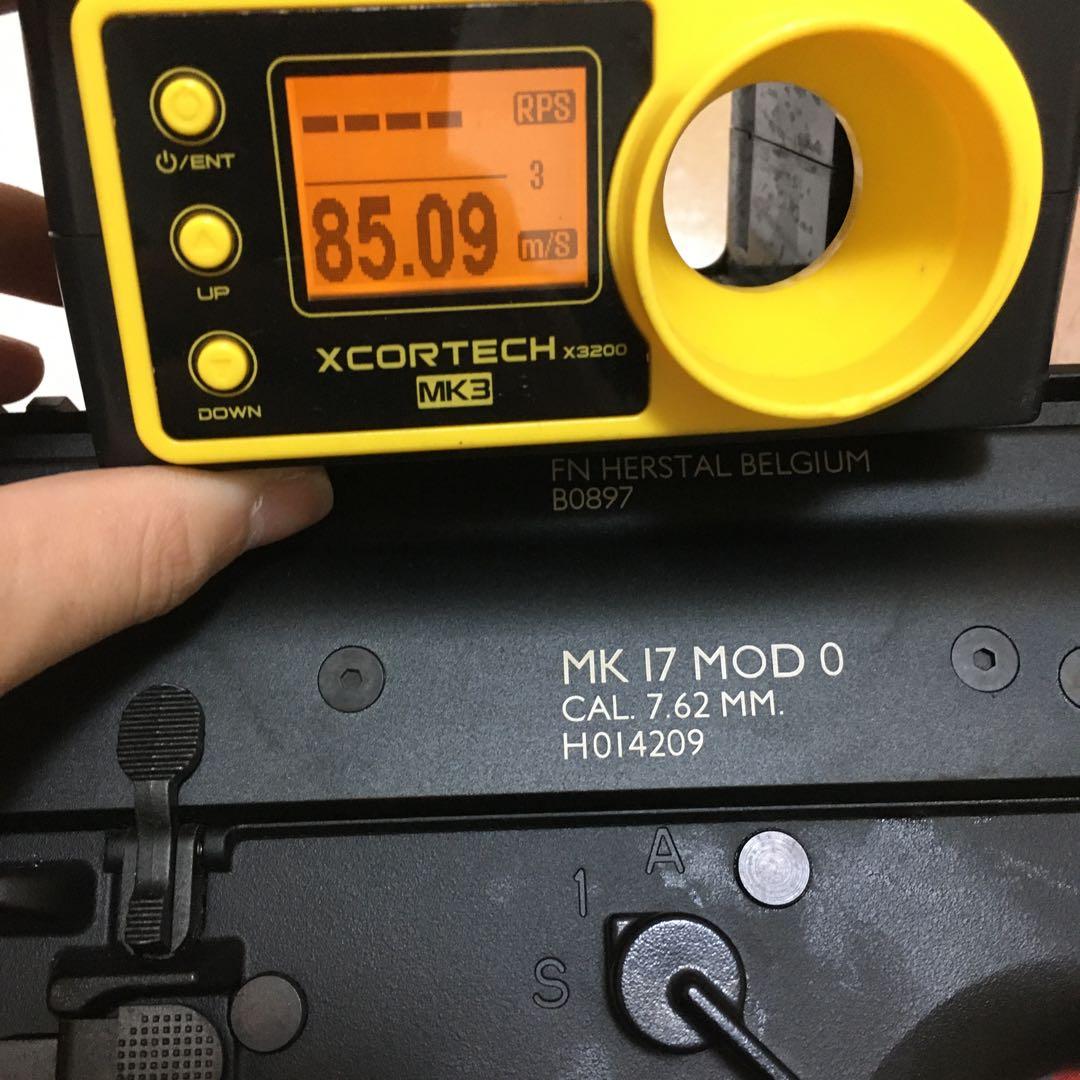 ---- RPS
3
85.09 m/S
⏻/ENT
UP
DOWN
XCORTECH X3200
MK3
FN HERSTAL BELGIUM
B0897
MK 17 MOD 0
CAL. 7.62 MM.
H014209
A
1
S